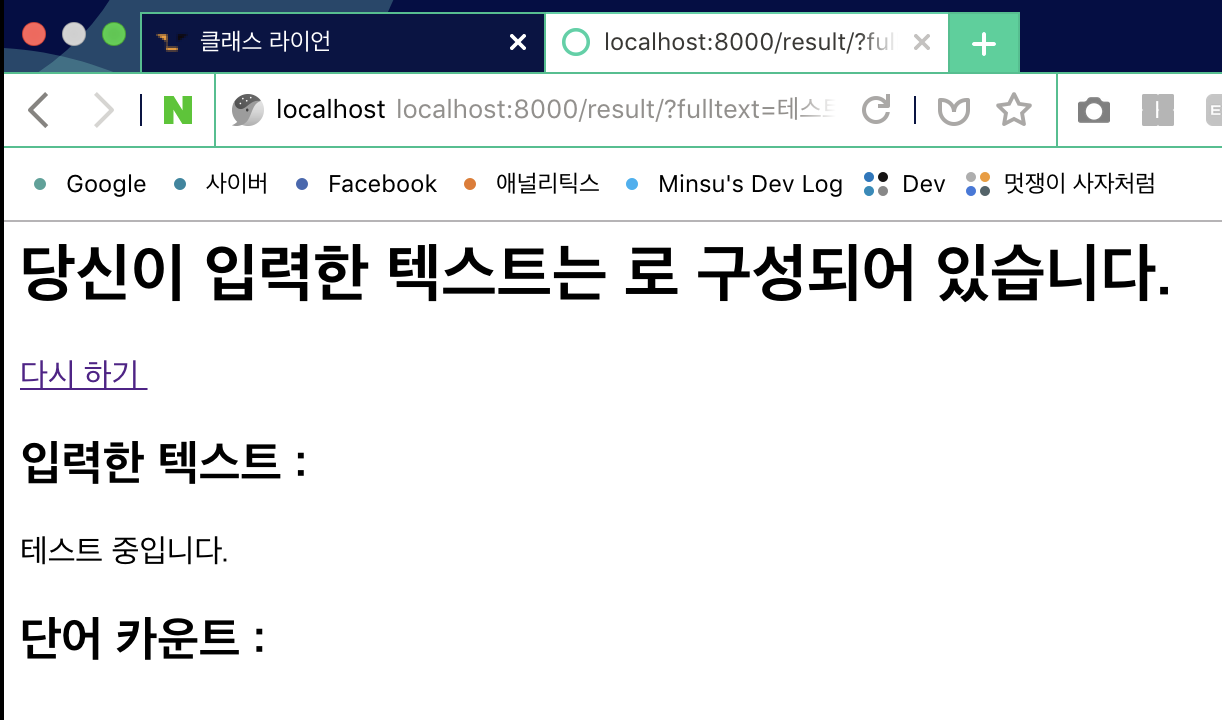 클래스 라이언
localhost:8000/result/?ful
N localhost localhost:8000/result/?fulltext=테스트
Google 사이버 Facebook 애널리틱스 Minsu's Dev Log Dev 멋쟁이 사자처럼
당신이 입력한 텍스트는 로 구성되어 있습니다.
다시 하기
입력한 텍스트 :
테스트 중입니다.
단어 카운트 :